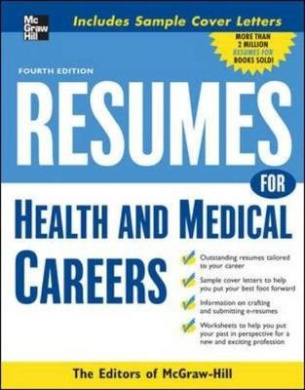 Mc
Graw
Hill
Includes Sample Cover Letters
MORE THAN
2 MILLION
RESUMES FOR
BOOKS SOLD!
FOURTH EDITION
RESUMES
FOR
HEALTH AND MEDICAL
CAREERS
Outstanding resumes tailored
to your career
Sample cover letters to help
you put your best foot forward
Information on crafting
and submitting e-resumes
Worksheets to help you put
your past in perspective for
a new and exciting profession
The Editors of McGraw-Hill